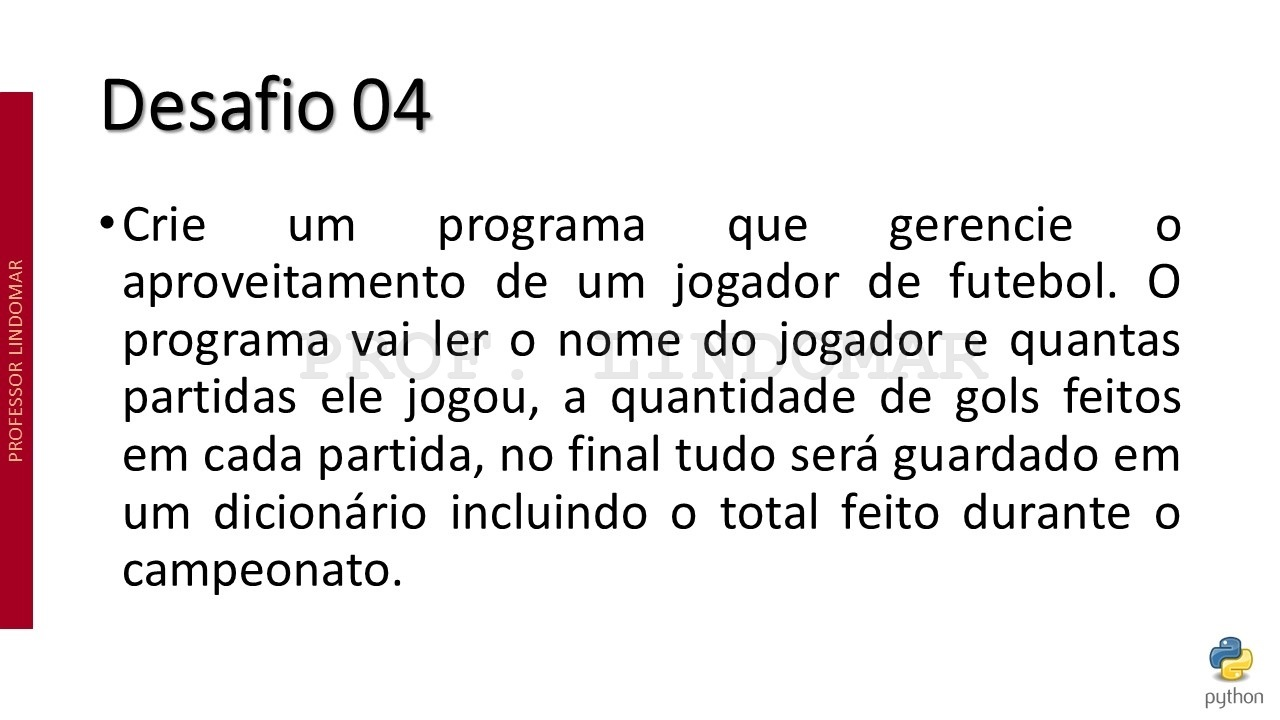 Desafio 04
•Crie um programa que gerencie o
aproveitamento de um jogador de futebol. O
programa vai ler o nome do jogador e quantas
partidas ele jogou, a quantidade de gols feitos
em cada partida, no final tudo será guardado em
um dicionário incluindo o total feito durante o
campeonato.
PROFESSOR LINDOMAR
PROF. LINDOMAR
python